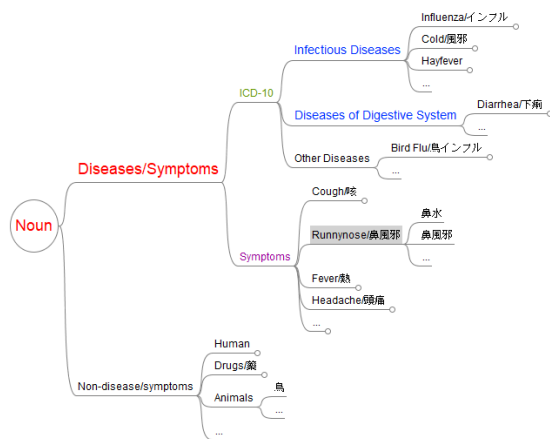 Noun
Diseases/Symptoms
ICD-10
Infectious Diseases
Influenza/インフル
Cold/風邪
Hayfever
...
Diseases of Digestive System
Diarrhea/下痢
...
Other Diseases
Bird Flu/鳥インフル
...
Symptoms
Cough/咳
Runnynose/鼻風邪
鼻水
鼻風邪
...
Fever/熱
Headache/頭痛
...
Non-disease/symptoms
Human
Drugs/薬
Animals
鳥
...
...